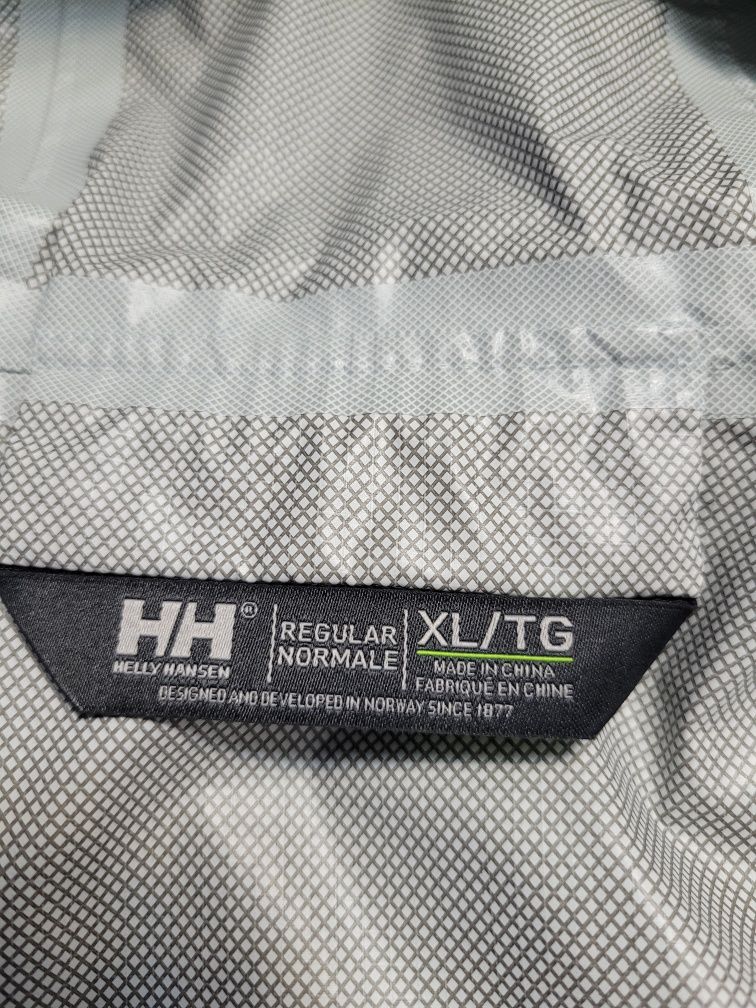 HH®
HELLY HANSEN
REGULAR
NORMALE
XL/TG
MADE IN CHINA
FABRIQUÉ EN CHINE
DESIGNED AND DEVELOPED IN NORWAY SINCE 1877